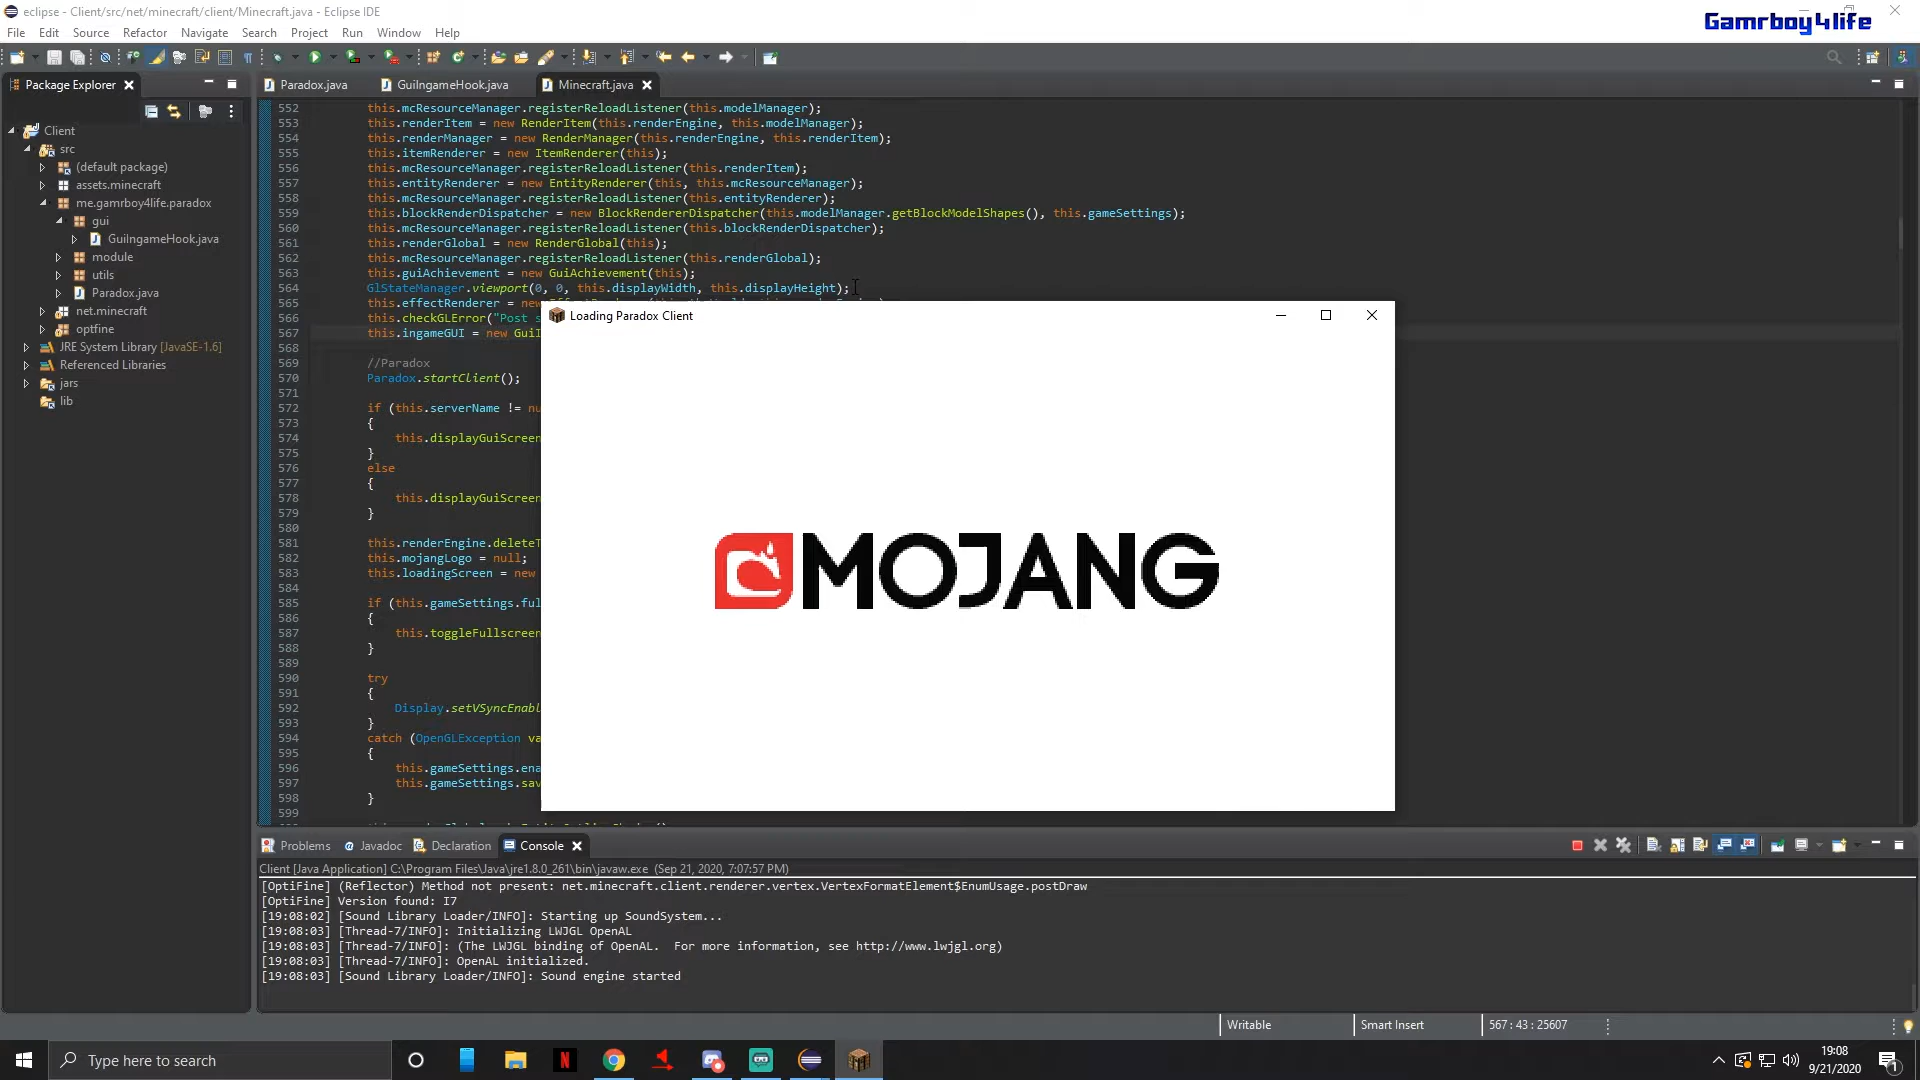 eclipse - Client/src/net/minecraft/client/Minecraft.java - Eclipse IDE
Gamrboy4life
File Edit Source Refactor Navigate Search Project Run Window Help
Package Explorer
Paradox.java
GuiIngameHook.java
Minecraft.java
Client
src
(default package)
assets.minecraft
me.gamrboy4life.paradox
gui
GuiIngameHook.java
module
utils
Paradox.java
net.minecraft
optfine
JRE System Library [JavaSE-1.6]
Referenced Libraries
jars
lib
552 this.mcResourceManager.registerReloadListener(this.modelManager);
553 this.renderItem = new RenderItem(this.renderEngine, this.modelManager);
554 this.renderManager = new RenderManager(this.renderEngine, this.renderItem);
555 this.itemRenderer = new ItemRenderer(this);
556 this.mcResourceManager.registerReloadListener(this.renderItem);
557 this.entityRenderer = new EntityRenderer(this, this.mcResourceManager);
558 this.mcResourceManager.registerReloadListener(this.entityRenderer);
559 this.blockRenderDispatcher = new BlockRendererDispatcher(this.modelManager.getBlockModelShapes(), this.gameSettings);
560 this.mcResourceManager.registerReloadListener(this.blockRenderDispatcher);
561 this.renderGlobal = new RenderGlobal(this);
562 this.mcResourceManager.registerReloadListener(this.renderGlobal);
563 this.guiAchievement = new GuiAchievement(this);
564 GlStateManager.viewport(0, 0, this.displayWidth, this.displayHeight);
565 this.effectRenderer = new
566 this.checkGLError("Post s
567 this.ingameGUI = new GuiI
568
569 //Paradox
570 Paradox.startClient();
571
572 if (this.serverName != nu
573 {
574 this.displayGuiScreen
575 }
576 else
577 {
578 this.displayGuiScreen
579 }
580
581 this.renderEngine.deleteT
582 this.mojangLogo = null;
583 this.loadingScreen = new
584
585 if (this.gameSettings.ful
586 {
587 this.toggleFullscreen
588 }
589
590 try
591 {
592 Display.setVSyncEnabl
593 }
594 catch (OpenGLException va
595 {
596 this.gameSettings.ena
597 this.gameSettings.sav
598 }
599
Loading Paradox Client
MOJANG
Problems
Javadoc
Declaration
Console
Client [Java Application] C:\Program Files\Java\jre1.8.0_261\bin\javaw.exe (Sep 21, 2020, 7:07:57 PM)
[OptiFine] (Reflector) Method not present: net.minecraft.client.renderer.vertex.VertexFormatElement$EnumUsage.postDraw
[OptiFine] Version found: I7
[19:08:02] [Sound Library Loader/INFO]: Starting up SoundSystem...
[19:08:03] [Thread-7/INFO]: Initializing LWJGL OpenAL
[19:08:03] [Thread-7/INFO]: (The LWJGL binding of OpenAL.  For more information, see http://www.lwjgl.org)
[19:08:03] [Thread-7/INFO]: OpenAL initialized.
[19:08:03] [Sound Library Loader/INFO]: Sound engine started
Writable
Smart Insert
567 : 43 : 25607
Type here to search
19:08
9/21/2020